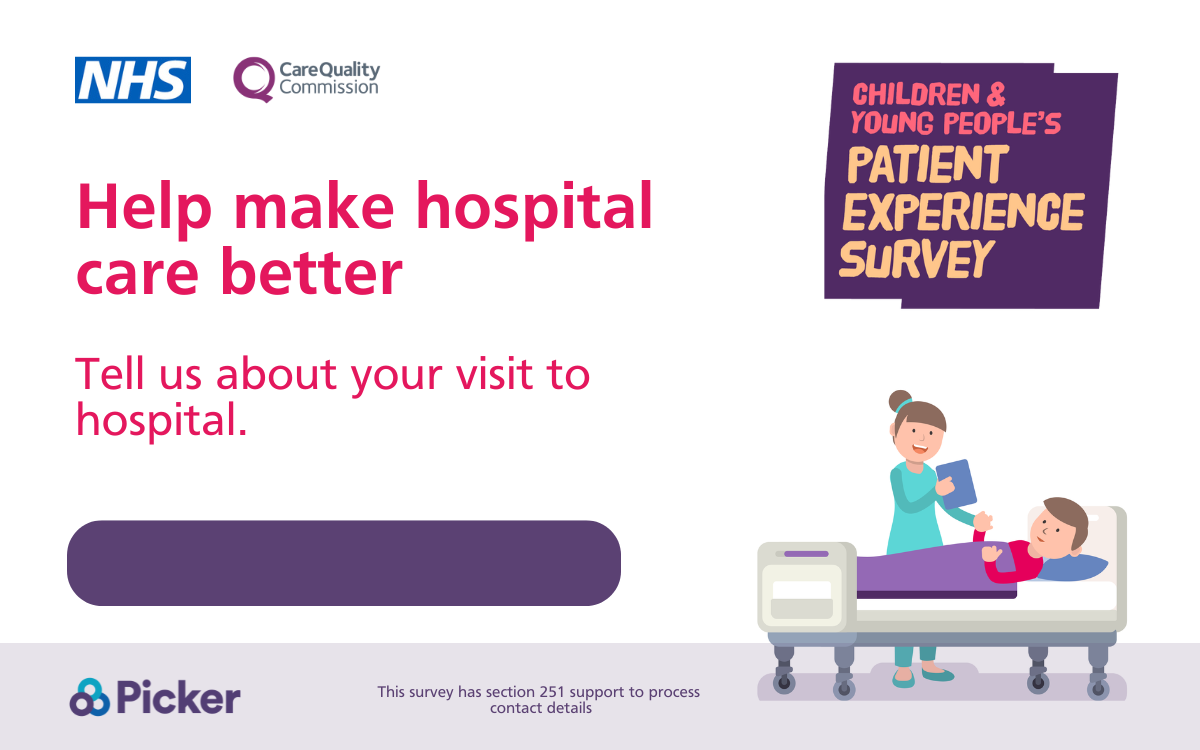 NHS
CareQuality
Commission
CHILDREN &
YOUNG PEOPLE'S
PATIENT
EXPERIENCE
SURVEY
Help make hospital
care better
Tell us about your visit to
hospital.
Picker
This survey has section 251 support to process
contact details